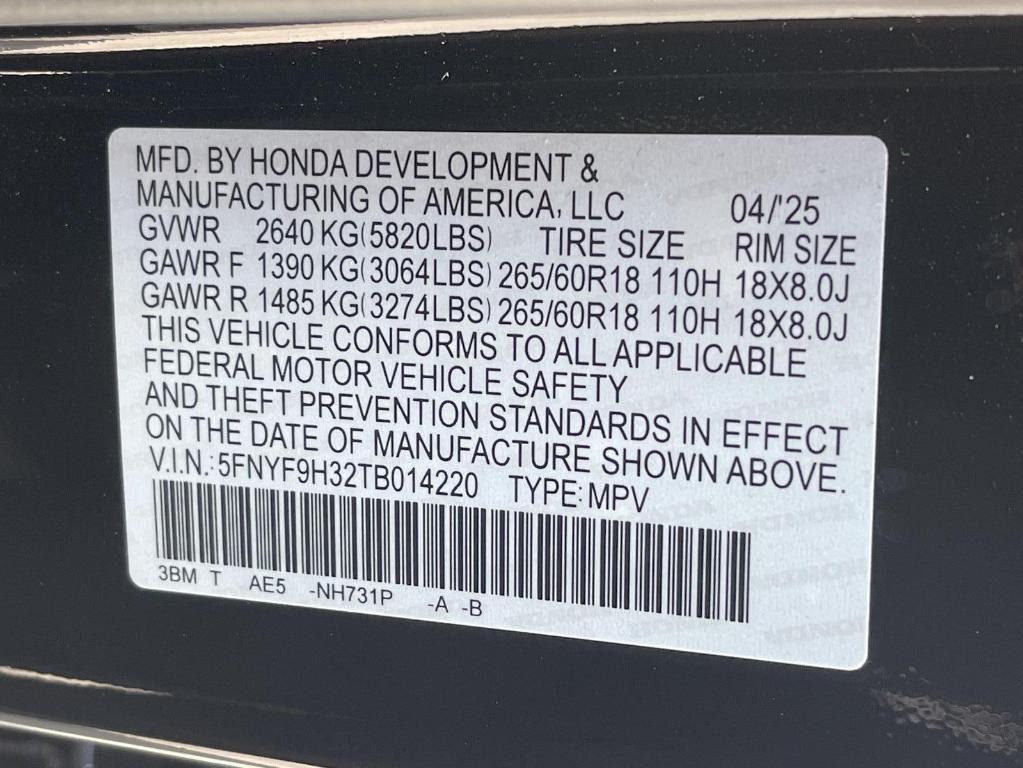 MFD. BY HONDA DEVELOPMENT &
MANUFACTURING OF AMERICA, LLC 04/'25
GVWR 2640 KG(5820LBS) TIRE SIZE RIM SIZE
GAWR F 1390 KG(3064LBS) 265/60R18 110H 18X8.0J
GAWR R 1485 KG(3274LBS) 265/60R18 110H 18X8.0J
THIS VEHICLE CONFORMS TO ALL APPLICABLE
FEDERAL MOTOR VEHICLE SAFETY
AND THEFT PREVENTION STANDARDS IN EFFECT
ON THE DATE OF MANUFACTURE SHOWN ABOVE.
V.I.N.: 5FNYF9H32TB014220 TYPE: MPV
3BM T AE5 -NH731P -A -B